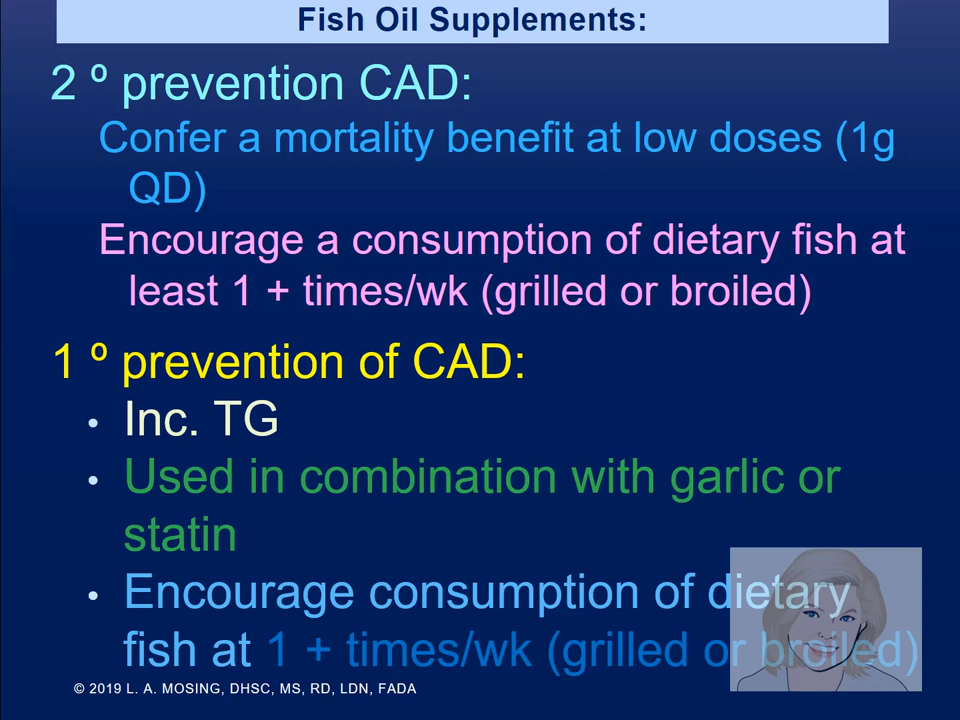 Fish Oil Supplements:
2 º prevention CAD:
Confer a mortality benefit at low doses (1g
QD)
Encourage a consumption of dietary fish at
least 1 + times/wk (grilled or broiled)
1 º prevention of CAD:
• Inc. TG
• Used in combination with garlic or
statin
• Encourage consumption of dietary
fish at 1 + times/wk (grilled or broiled)
© 2019 L. A. MOSING, DHSC, MS, RD, LDN, FADA